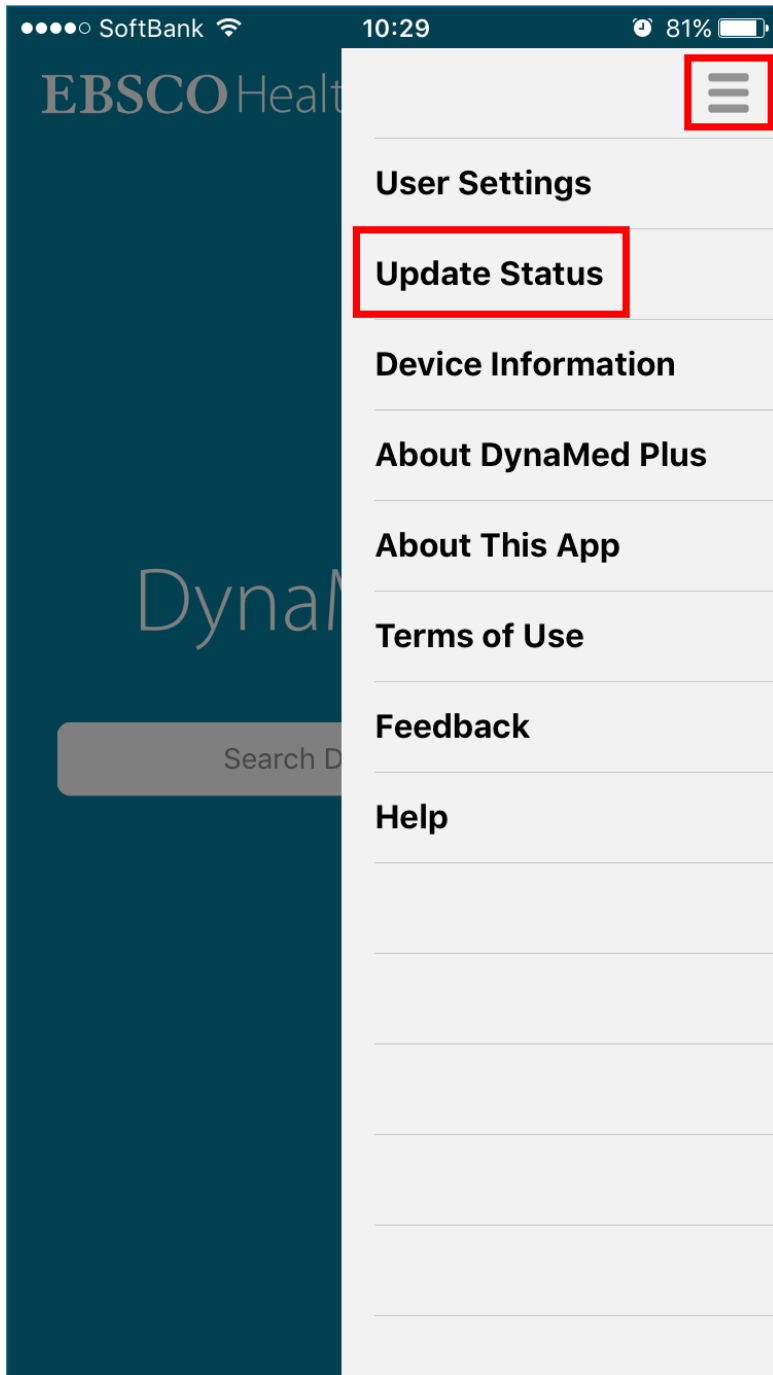 SoftBank 10:29 81%
EBSCO Healt
User Settings
Update Status
Device Information
About DynaMed Plus
About This App
Dyna
Terms of Use
Feedback
Search D
Help